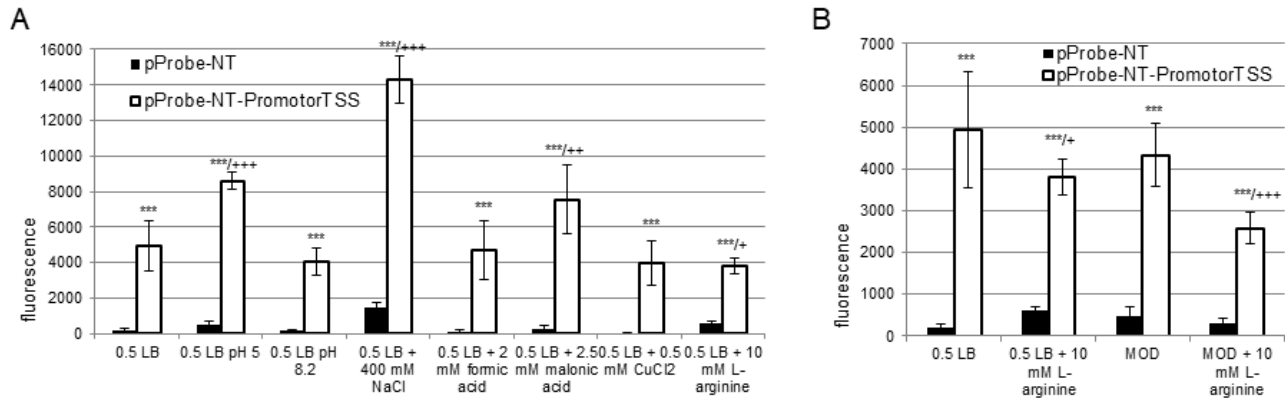 A
16000
14000
12000
10000
8000
6000
4000
2000
0
fluorescence
pProbe-NT
pProbe-NT-PromotorTSS
***
***/+++
***
***/+++
***
***/++
***
***/+
0.5 LB
0.5 LB pH 5
0.5 LB pH
8.2
0.5 LB +
400 mM
NaCl
0.5 LB + 2
mM formic
acid
0.5 LB + 2.5
mM malonic
acid
0.5 LB + 0.5
mM CuCl2
0.5 LB + 10
mM L-
arginine
B
7000
6000
5000
4000
3000
2000
1000
0
fluorescence
pProbe-NT
pProbe-NT-PromotorTSS
***
***/+
***
***/+++
0.5 LB
0.5 LB + 10
mM L-
arginine
MOD
MOD + 10
mM L-
arginine